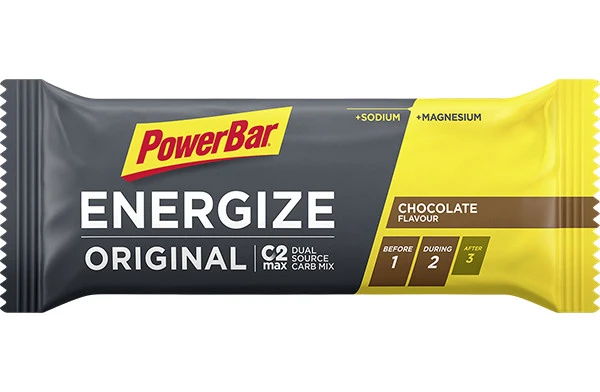 +SODIUM +MAGNESIUM
PowerBar
ENERGIZE
ORIGINAL
C2
max
DUAL
SOURCE
CARB MIX
CHOCOLATE
FLAVOUR
BEFORE
1
DURING
2
AFTER
3